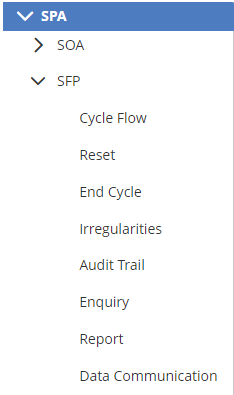 SPA
SOA
SFP
Cycle Flow
Reset
End Cycle
Irregularities
Audit Trail
Enquiry
Report
Data Communication